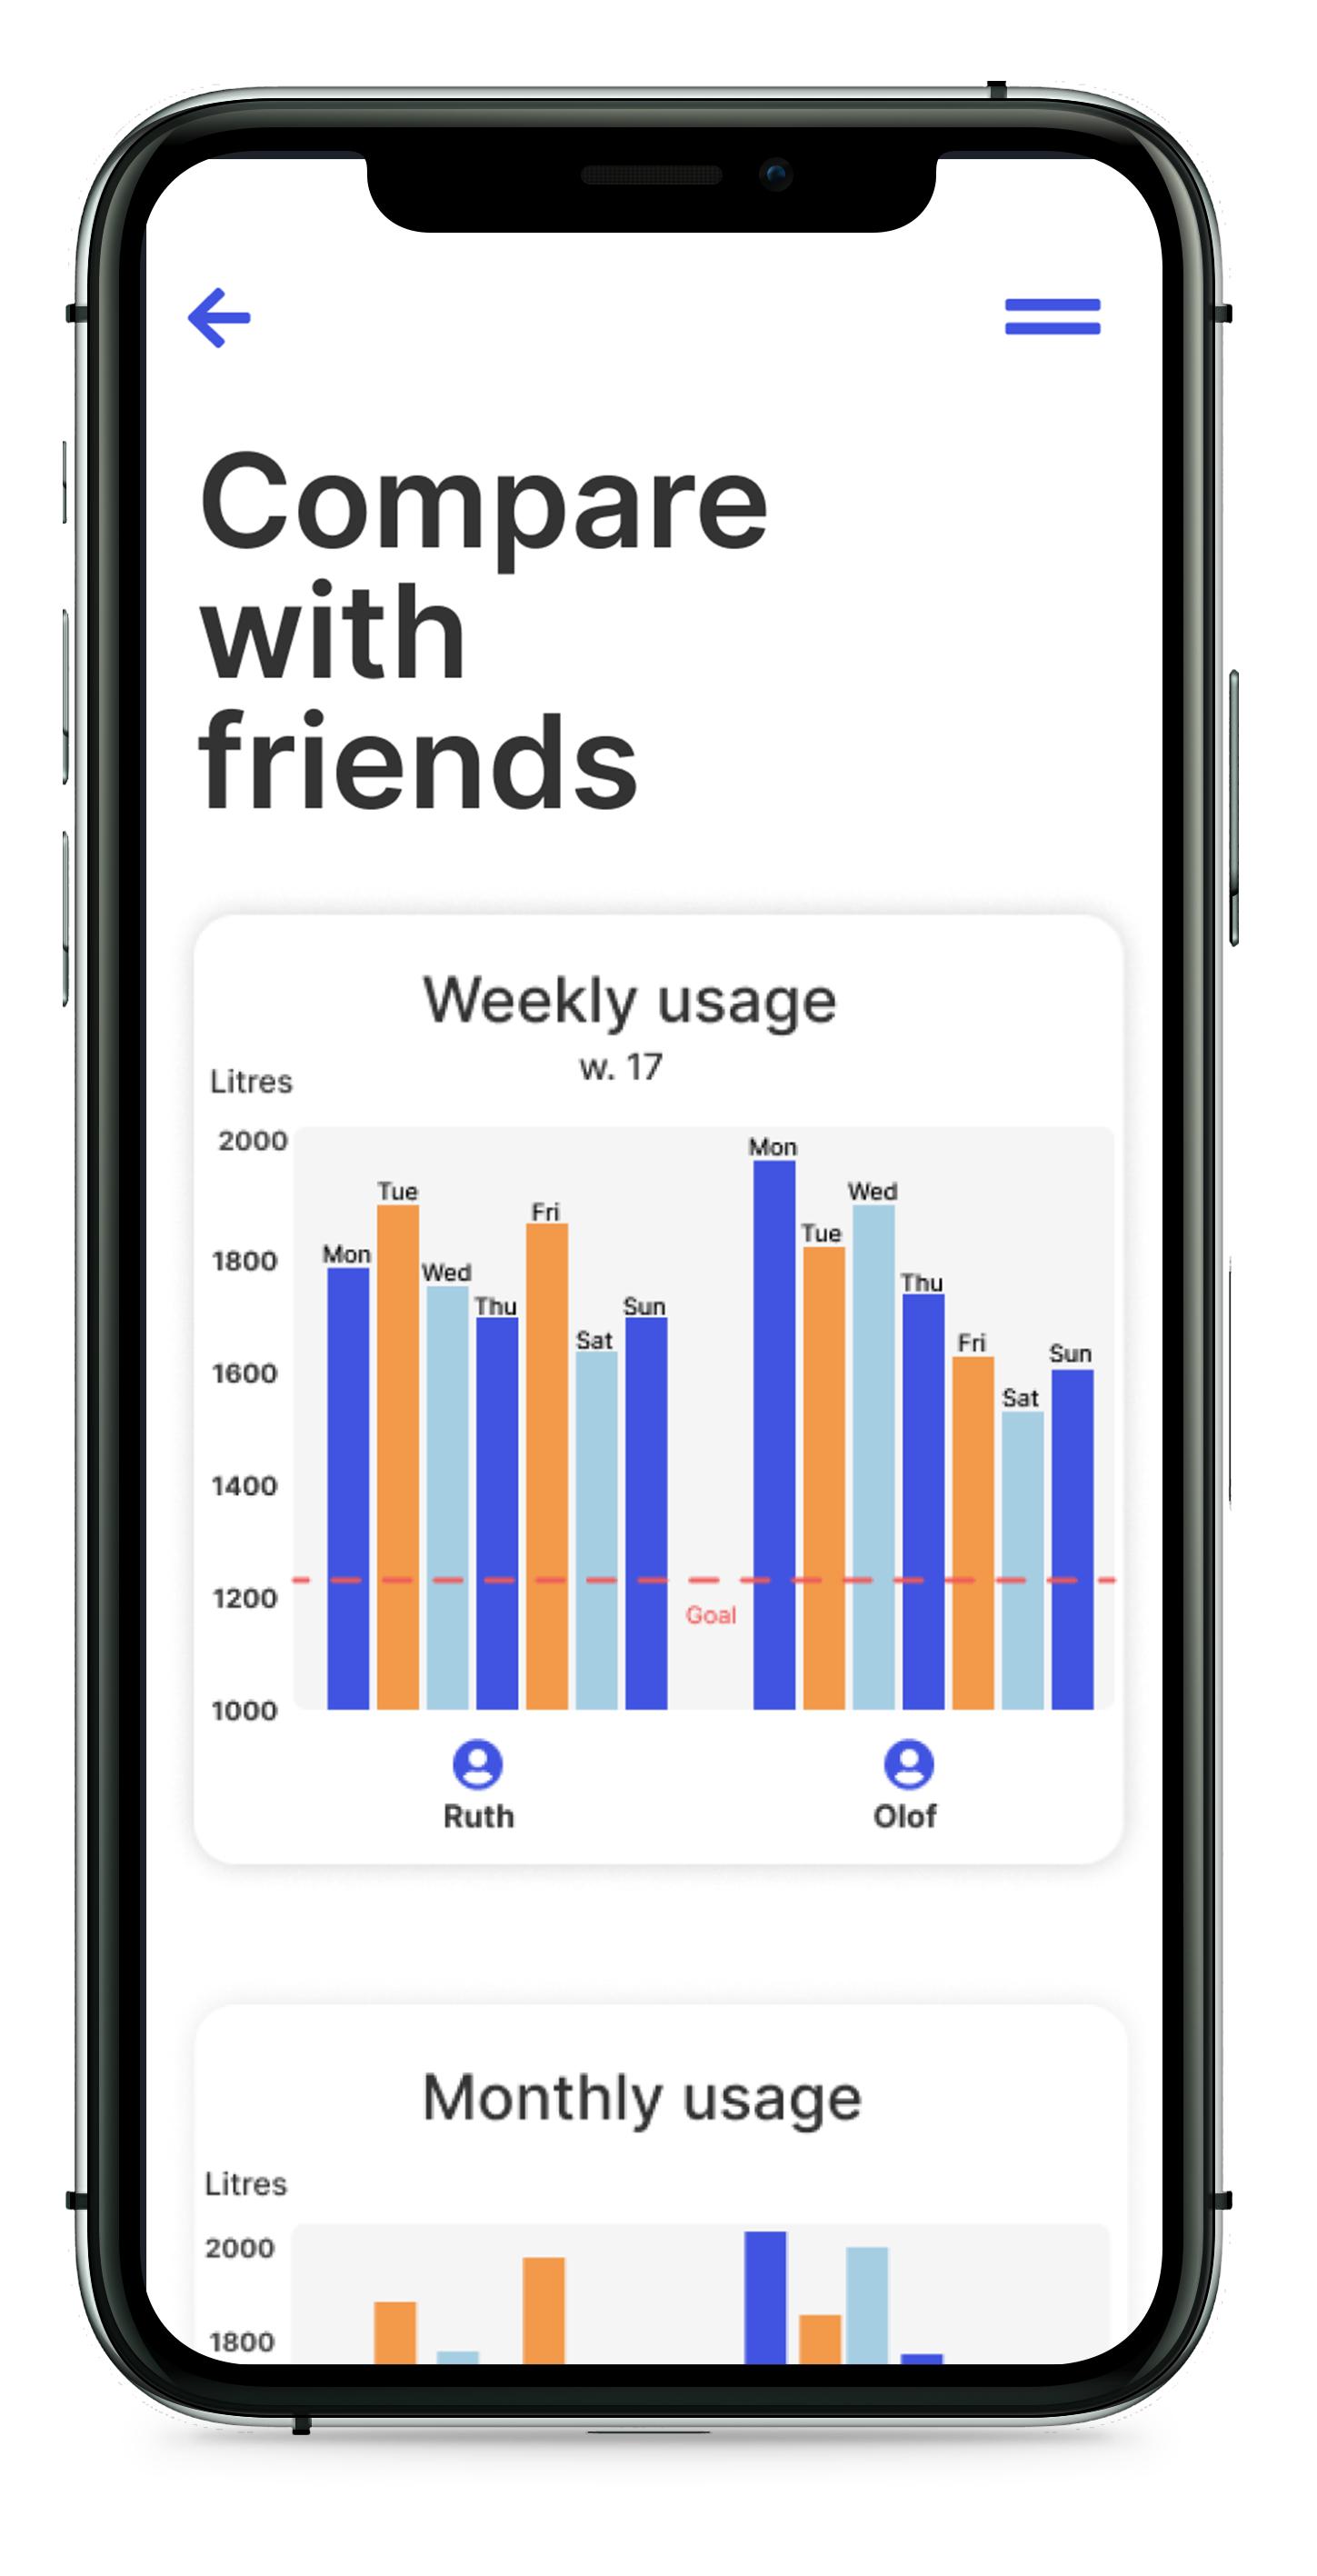 Compare
with
friends
Weekly usage
w. 17
Litres
2000
1800
1600
1400
1200
1000
Mon Tue Wed Thu Fri Sat Sun
Mon Tue Wed Thu Fri Sat Sun
Goal
Ruth Olof
Monthly usage
Litres
2000
1800